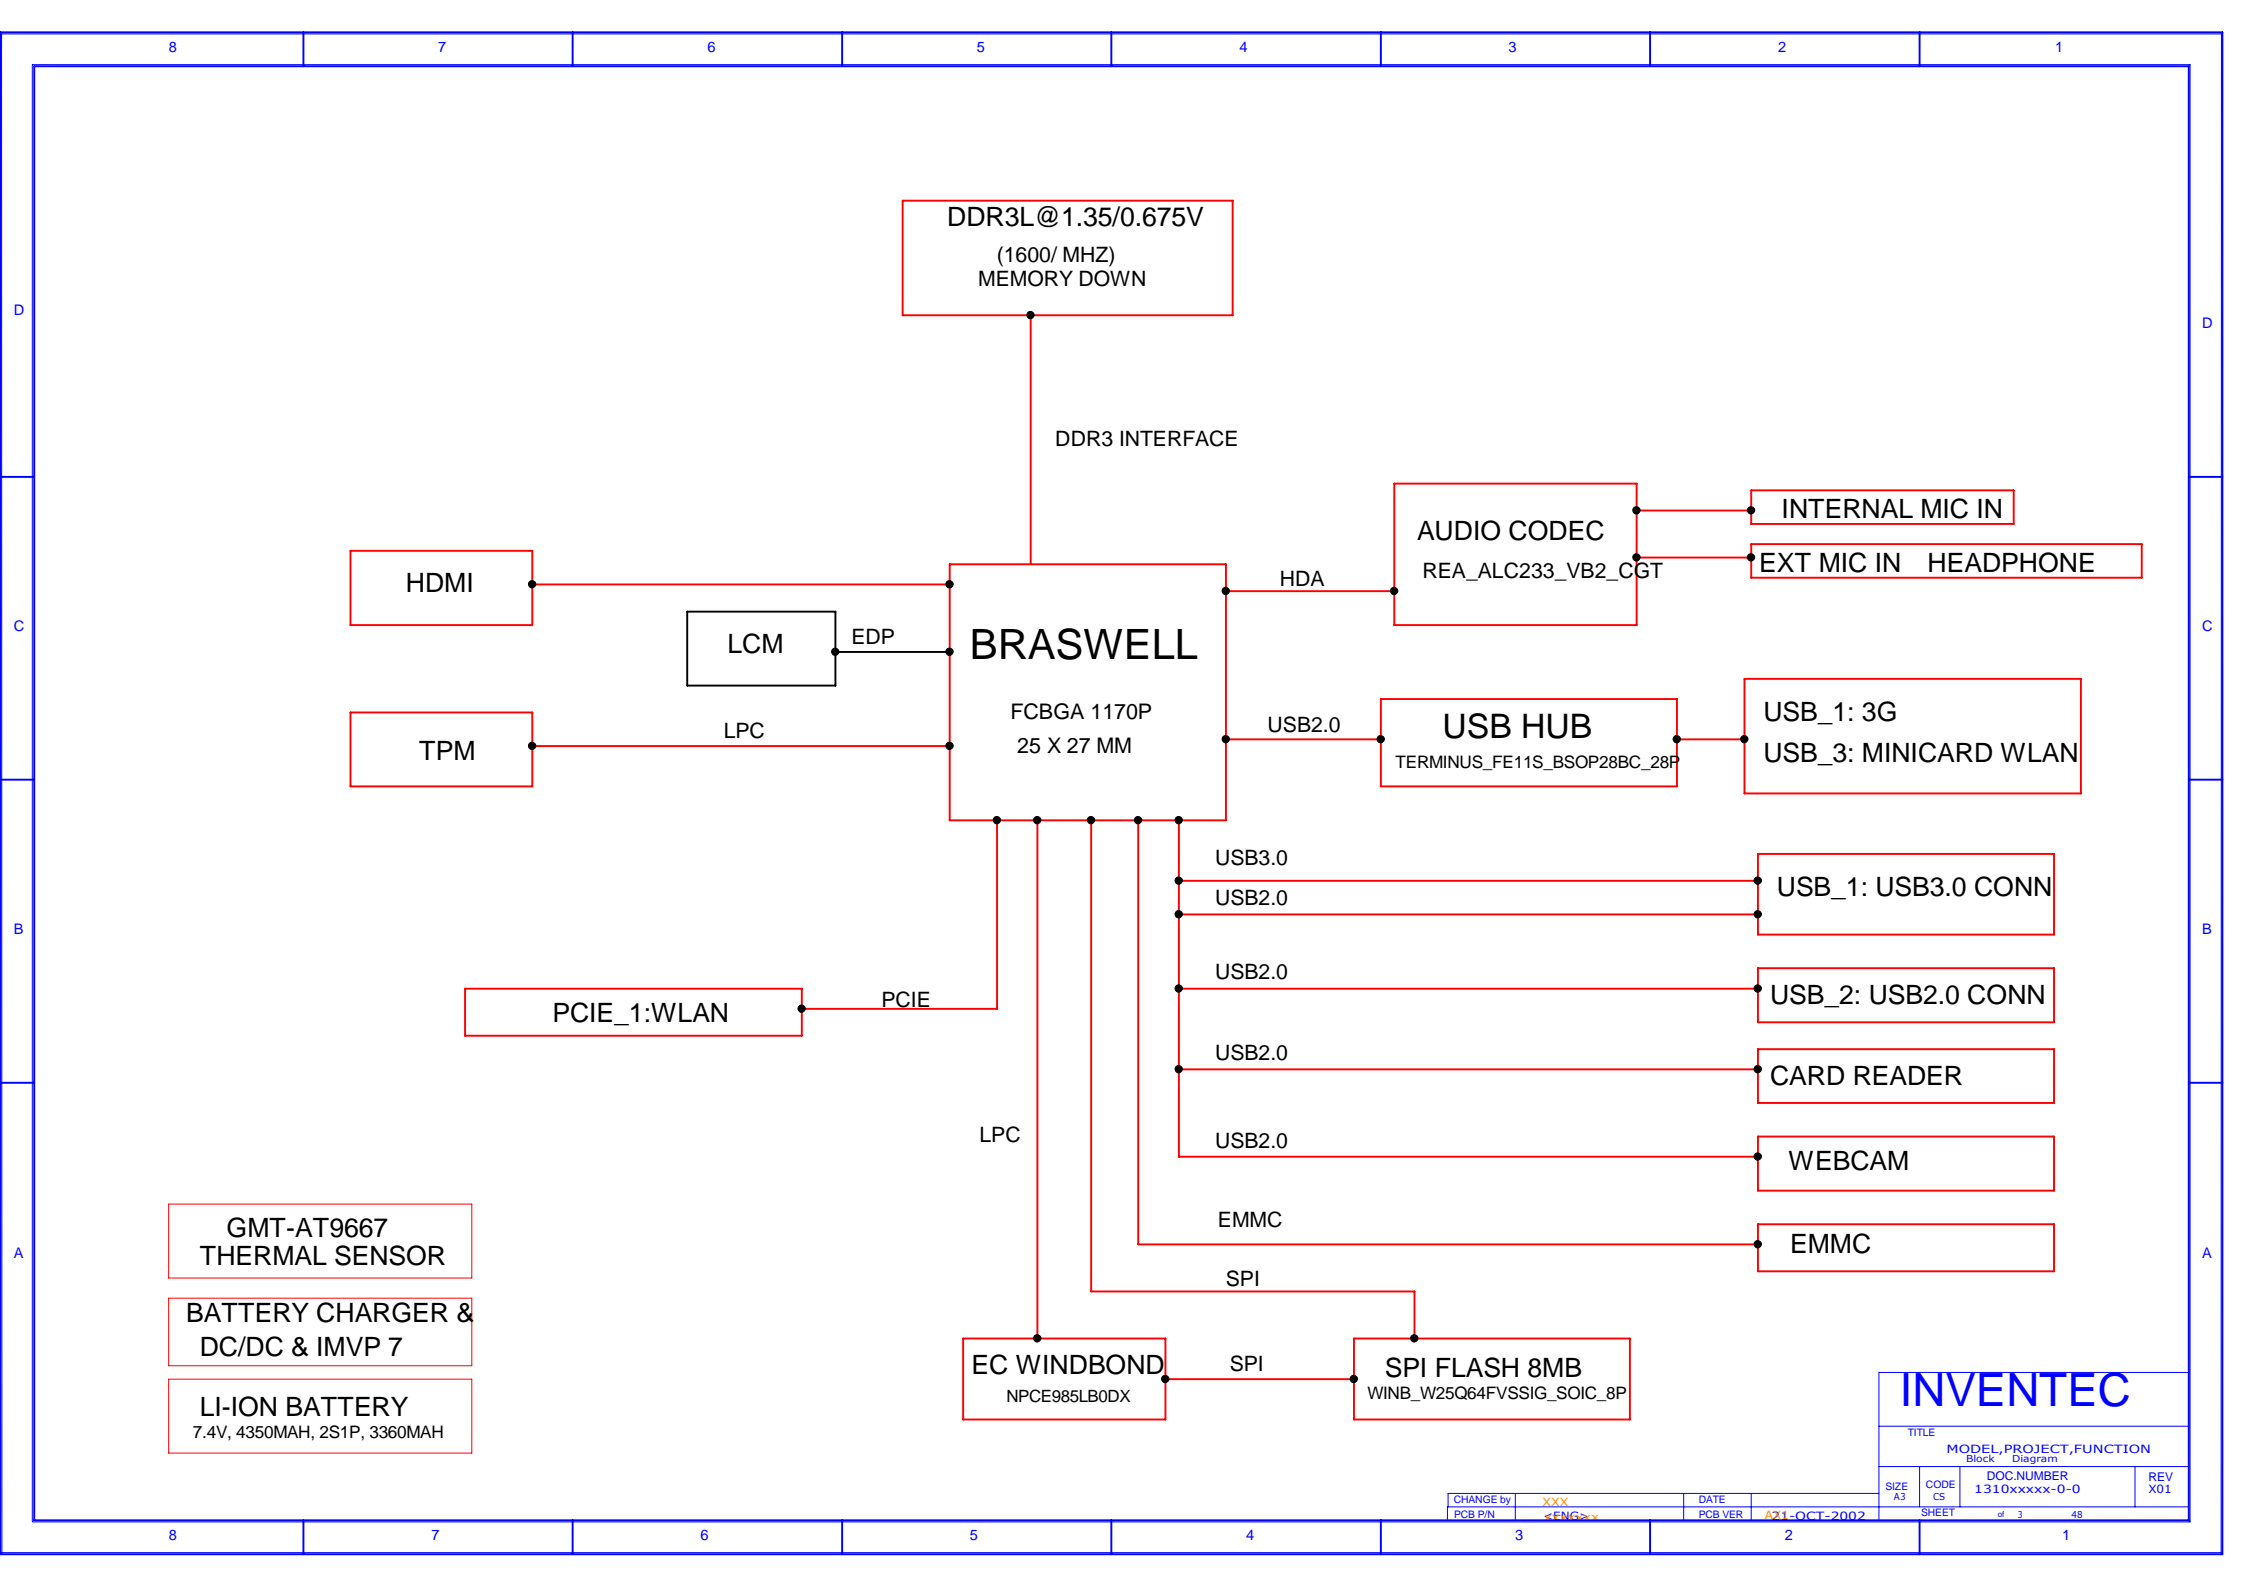 8 7 6 5 4 3 2 1
DDR3L@1.35/0.675V
(1600/ MHZ)
MEMORY DOWN
D
D
DDR3 INTERFACE
INTERNAL MIC IN
AUDIO CODEC
REA_ALC233_VB2_CGT
EXT MIC IN HEADPHONE
HDMI
HDA
C
C
LCM
EDP
BRASWELL
FCBGA 1170P
25 X 27 MM
TPM
LPC
USB2.0
USB HUB
TERMINUS_FE11S_BSOP28BC_28P
USB_1: 3G
USB_3: MINICARD WLAN
USB3.0
USB2.0
USB_1: USB3.0 CONN
B
B
USB2.0
USB_2: USB2.0 CONN
PCIE_1:WLAN
PCIE
USB2.0
CARD READER
LPC
USB2.0
WEBCAM
EMMC
EMMC
A
A
GMT-AT9667
THERMAL SENSOR
SPI
BATTERY CHARGER &
DC/DC & IMVP 7
EC WINDBOND
NPCE985LB0DX
SPI
SPI FLASH 8MB
WINB_W25Q64FVSSIG_SOIC_8P
LI-ION BATTERY
7.4V, 4350MAH, 2S1P, 3360MAH
INVENTEC
TITLE
MODEL,PROJECT,FUNCTION
Block Diagram
SIZE
A3
CODE
CS
DOC.NUMBER
1310xxxxx-0-0
REV
X01
CHANGE by XXX DATE
PCB P/N <ENG> PCB VER 21-OCT-2002
SHEET of 3 48
8 7 6 5 4 3 2 1